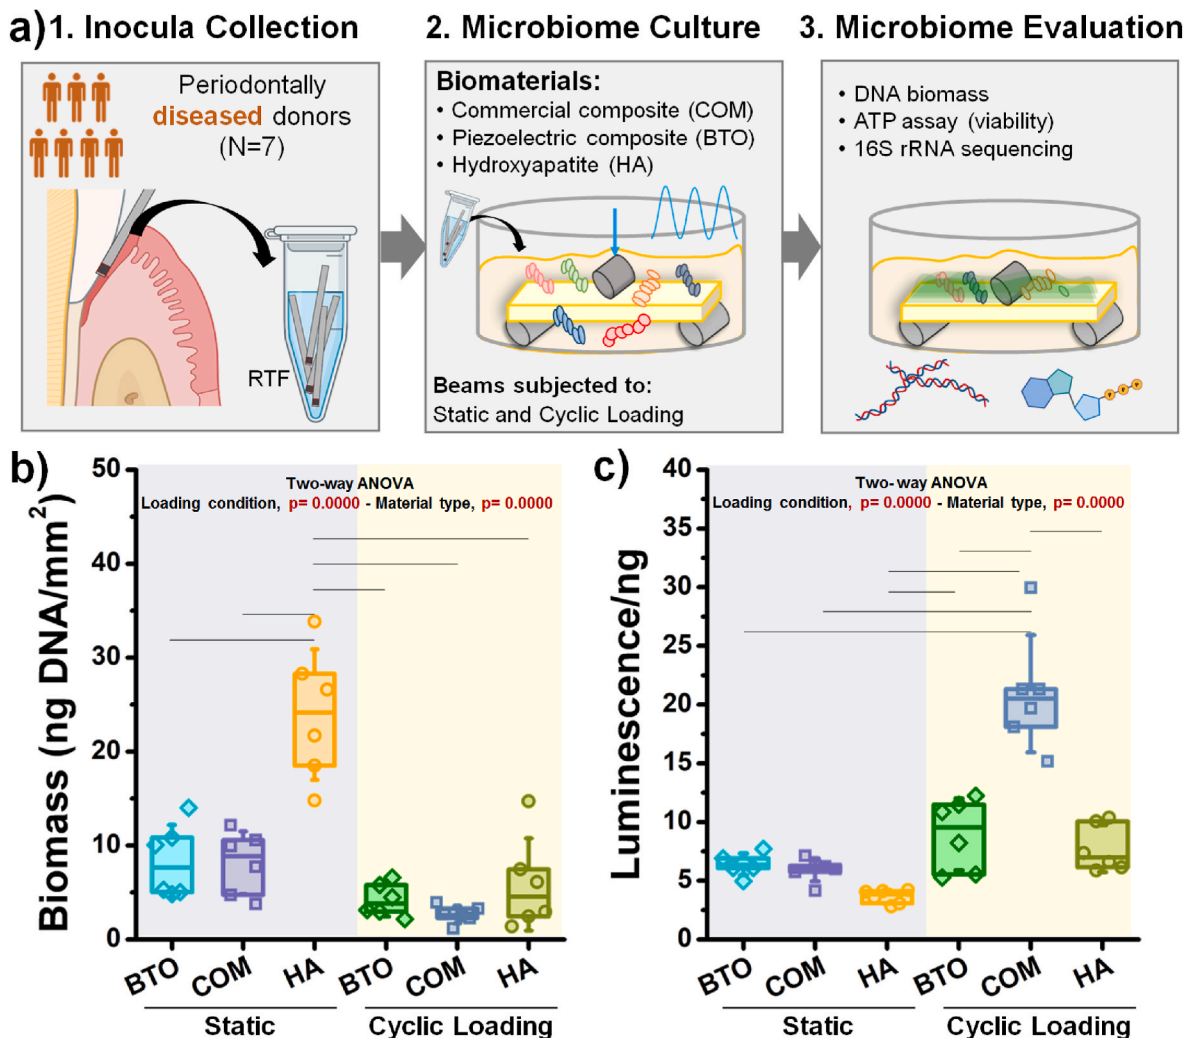 a) 1. Inocula Collection
2. Microbiome Culture
3. Microbiome Evaluation
Periodontally
diseased donors
(N=7)
RTF
Biomaterials:
• Commercial composite (COM)
• Piezoelectric composite (BTO)
• Hydroxyapatite (HA)
Beams subjected to:
Static and Cyclic Loading
• DNA biomass
• ATP assay (viability)
• 16S rRNA sequencing
P P P
b)
Biomass (ng DNA/mm²)
50
40
30
20
10
0
Two-way ANOVA
Loading condition, p= 0.0000 - Material type, p= 0.0000
BTO COM HA BTO COM HA
Static Cyclic Loading
c)
Luminescence/ng
40
35
30
25
20
15
10
5
0
Two- way ANOVA
Loading condition, p= 0.0000 - Material type, p= 0.0000
BTO COM HA BTO COM HA
Static Cyclic Loading